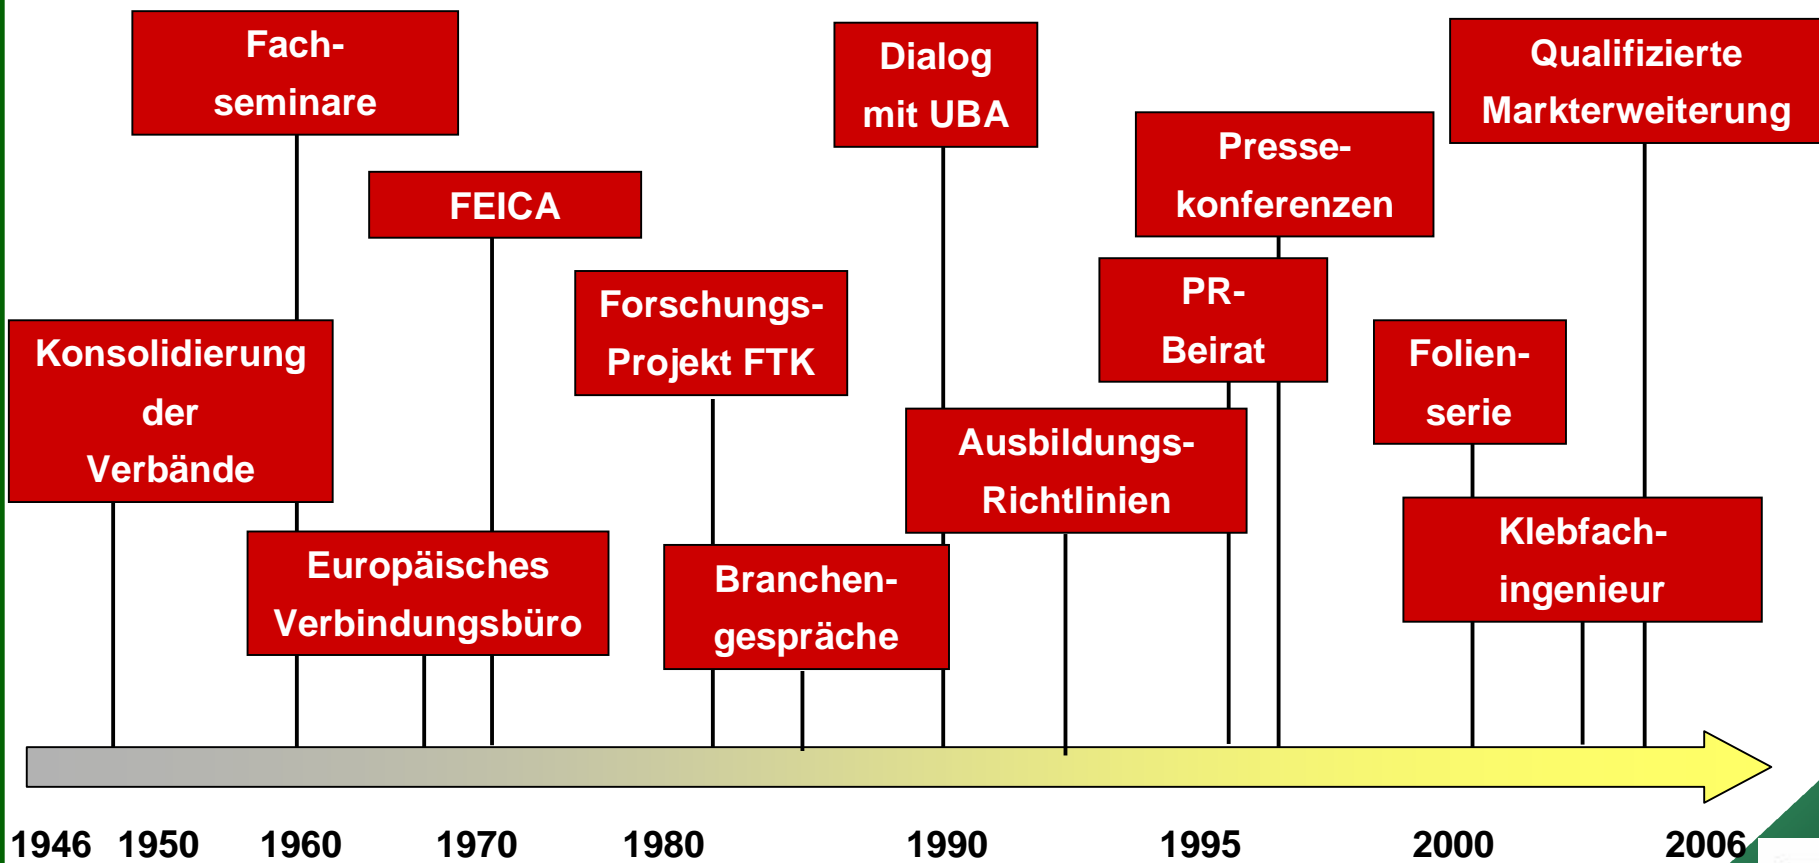 Fach-
seminare
Dialog
mit UBA
Qualifizierte
Markterweiterung
Presse-
konferenzen
FEICA
PR-
Beirat
Forschungs-
Projekt FTK
Konsolidierung
der
Verbände
Folien-
serie
Ausbildungs-
Richtlinien
Klebfach-
ingenieur
Europäisches
Verbindungsbüro
Branchen-
gespräche
1946 1950 1960 1970 1980 1990 1995 2000 2006